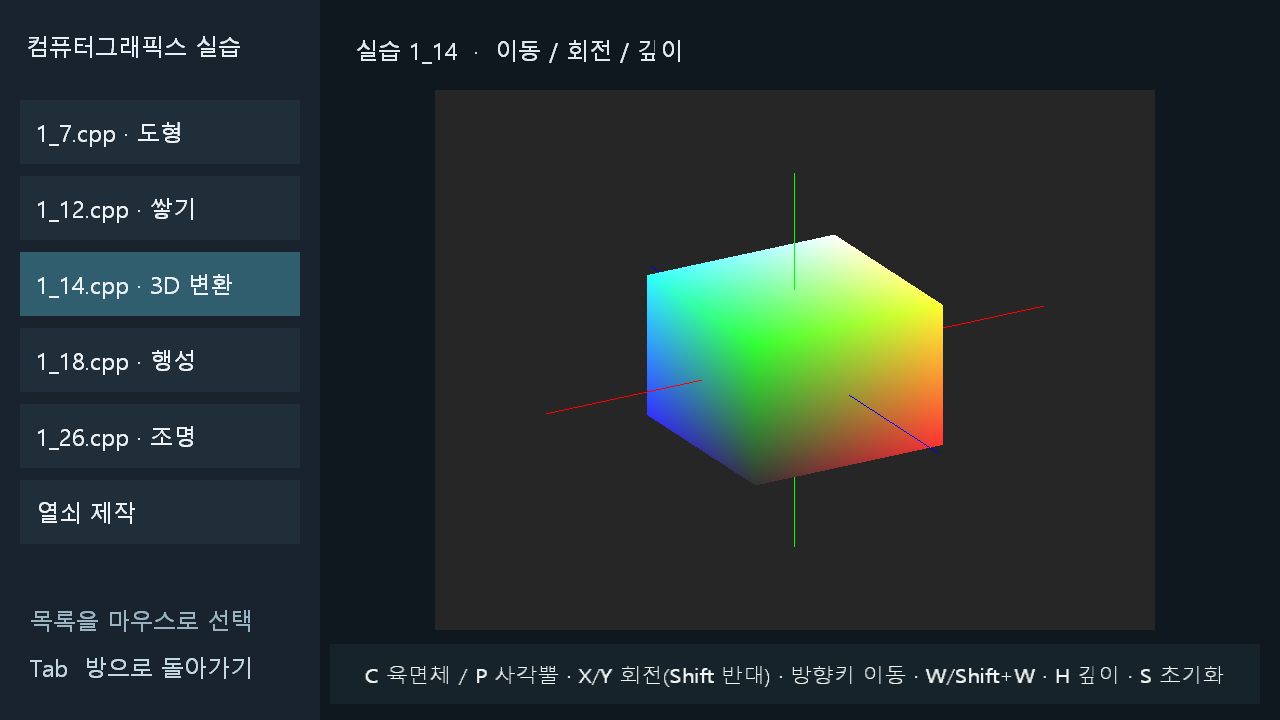 컴퓨터그래픽스 실습
1_7.cpp · 도형
1_12.cpp · 쌓기
1_14.cpp · 3D 변환
1_18.cpp · 행성
1_26.cpp · 조명
열쇠 제작
목록을 마우스로 선택
Tab 방으로 돌아가기
실습 1_14 · 이동 / 회전 / 깊이
C 육면체 / P 사각뿔 · X/Y 회전(Shift 반대) · 방향키 이동 · W/Shift+W · H 깊이 · S 초기화